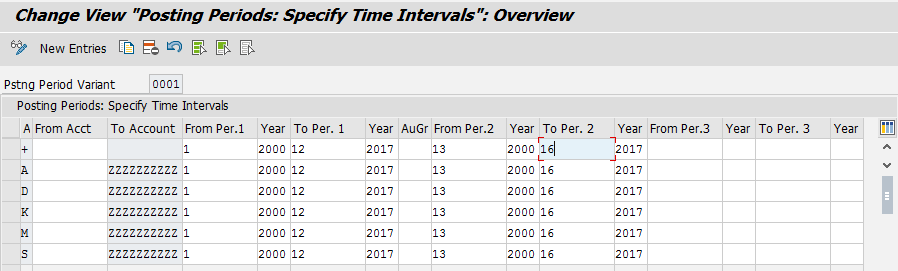 Change View "Posting Periods: Specify Time Intervals": Overview
New Entries
Pstng Period Variant 0001
Posting Periods: Specify Time Intervals
A From Acct To Account From Per.1 Year To Per. 1 Year AuGr From Per.2 Year To Per. 2 Year From Per.3 Year To Per. 3 Year
+ 1 2000 12 2017 13 2000 16 2017
A ZZZZZZZZZZ 1 2000 12 2017 13 2000 16 2017
D ZZZZZZZZZZ 1 2000 12 2017 13 2000 16 2017
K ZZZZZZZZZZ 1 2000 12 2017 13 2000 16 2017
M ZZZZZZZZZZ 1 2000 12 2017 13 2000 16 2017
S ZZZZZZZZZZ 1 2000 12 2017 13 2000 16 2017